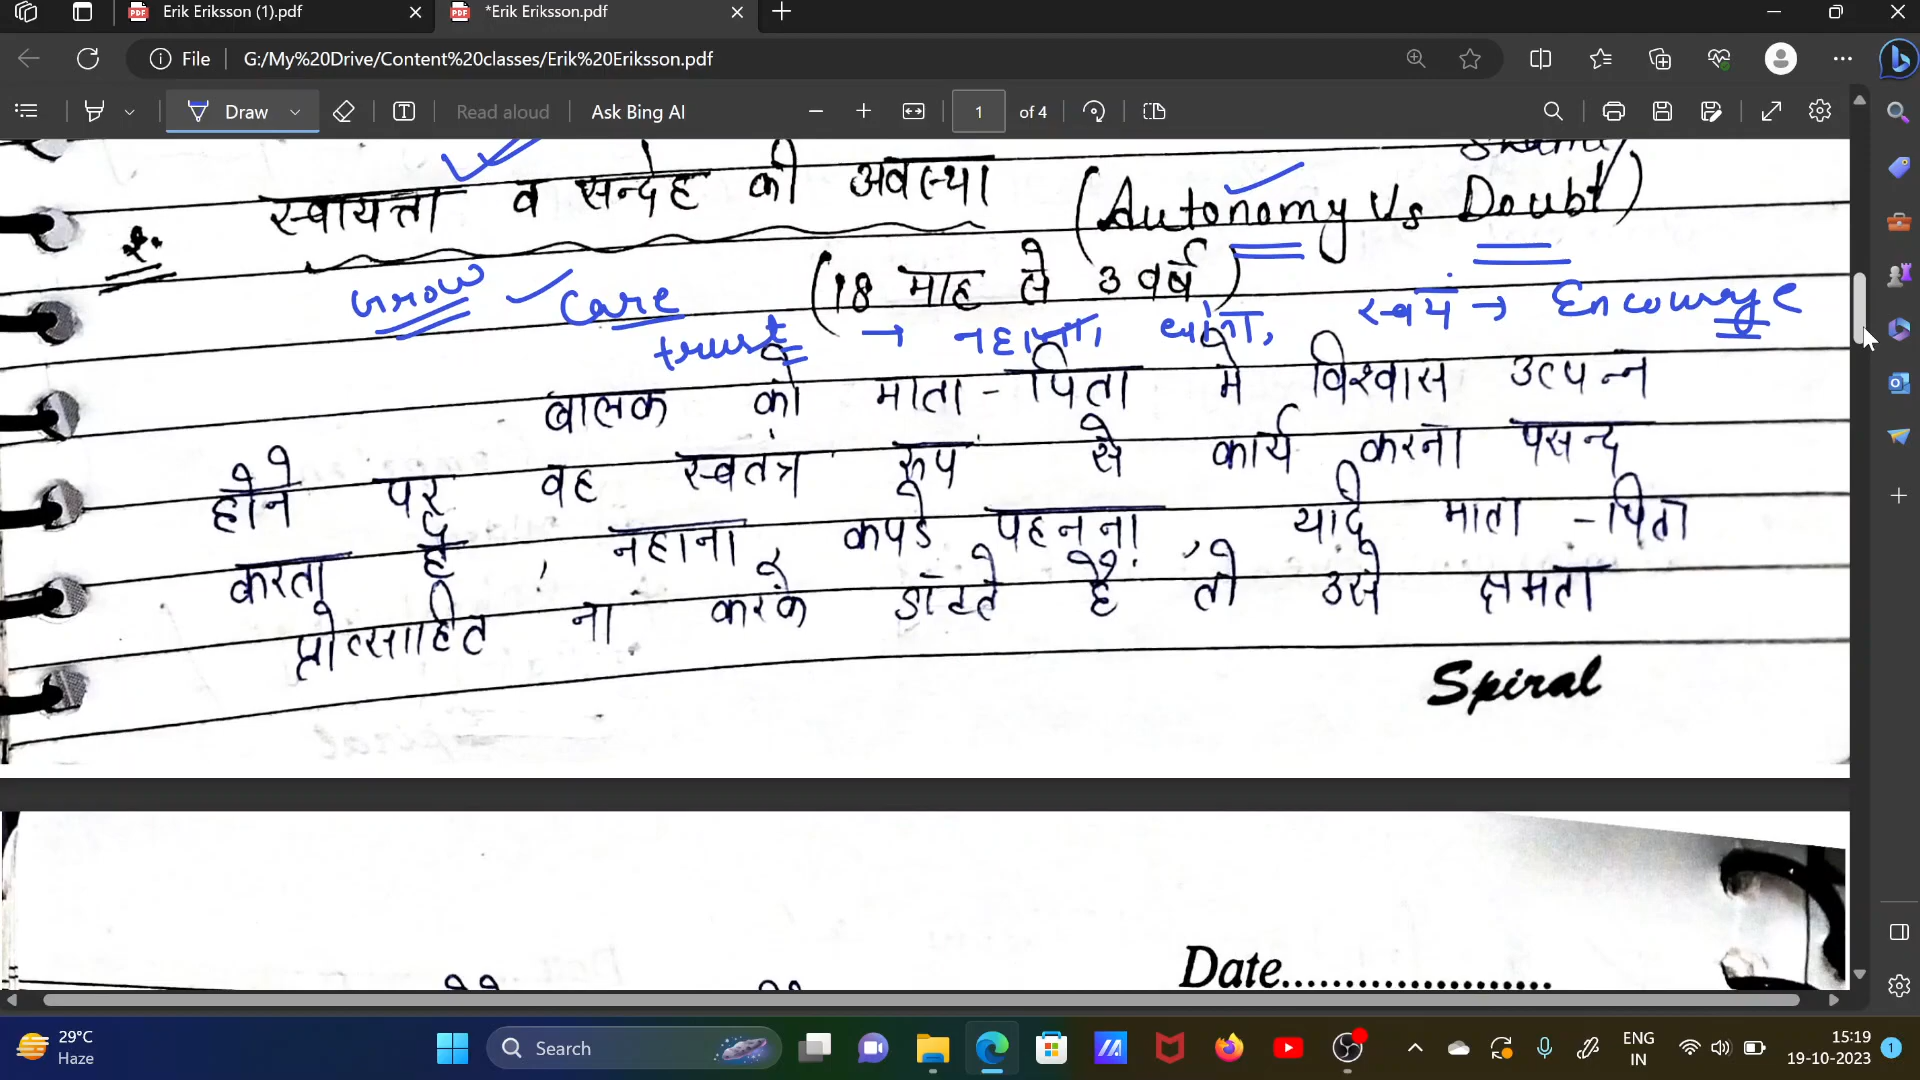 Erik Eriksson (1).pdf
*Erik Eriksson.pdf
File G:/My%20Drive/Content%20classes/Erik%20Eriksson.pdf
Draw Read aloud Ask Bing AI 1 of 4
स्वायत्ता व सन्देह की अवस्था (Autonomy Vs Doubt)
२.
(18 माह से 3 वर्ष)
Grow Care स्वयं → Encourage
trust → नहाना,
बालक को माता-पिता मे विश्वास उत्पन्न
होने पर वह स्वतंत्र रूप से कार्य करना पसन्द
करता है, नहाना कपडे पहनना, यदि माता-पिता
प्रोत्साहित ना करके डांटते है, तो उसे क्षमता
Spiral
Date....................
29°C
Haze
Search
ENG
IN
15:19
19-10-2023
1